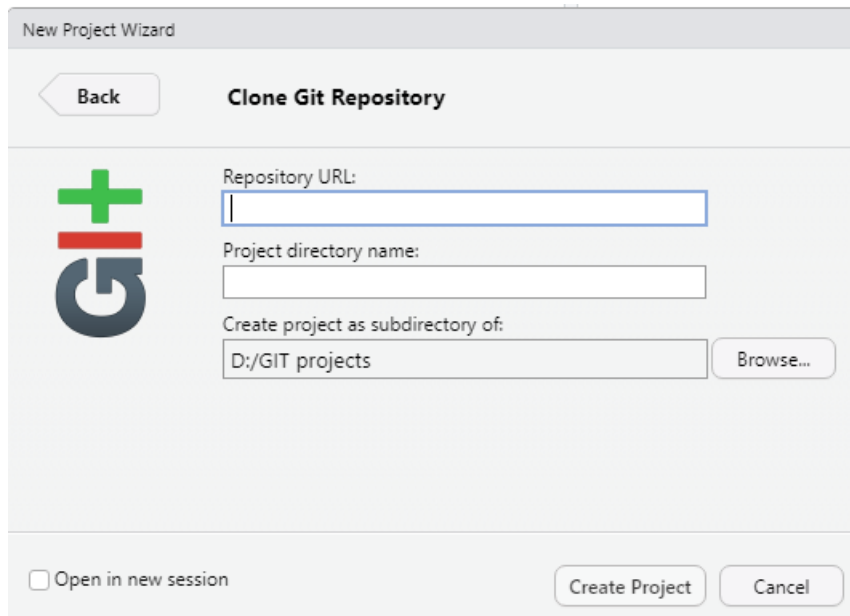 New Project Wizard
Back
Clone Git Repository
GIT
Repository URL:
Project directory name:
Create project as subdirectory of:
D:/GIT projects
Browse...
Open in new session
Create Project
Cancel